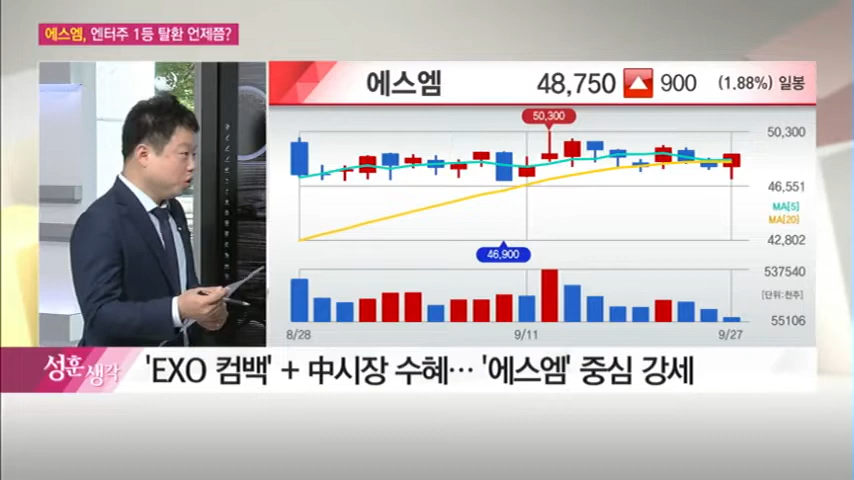 에스엠, 엔터주 1등 탈환 언제쯤?
에스엠 48,750 900 (1.88%) 일봉
50,300
50,300
46,551
MA[5]
MA[20]
42,802
46,900
537540
[단위:천주]
55106
8/28 9/11 9/27
성훈생각
'EXO 컴백' + 中시장 수혜… '에스엠' 중심 강세